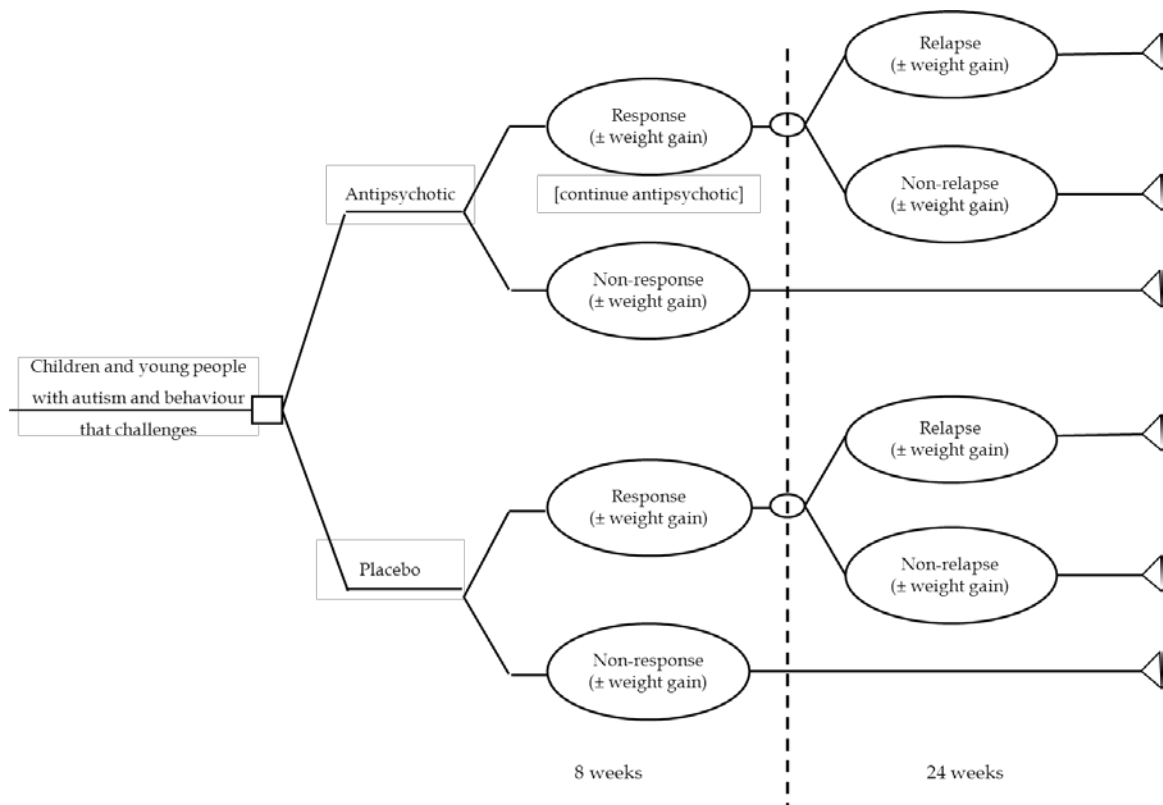 Relapse
(± weight gain)
Response
(± weight gain)
Antipsychotic
[continue antipsychotic]
Non-relapse
(± weight gain)
Non-response
(± weight gain)
Children and young people
with autism and behaviour
that challenges
Relapse
(± weight gain)
Response
(± weight gain)
Placebo
Non-relapse
(± weight gain)
Non-response
(± weight gain)
8 weeks
24 weeks